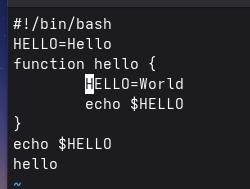 #!/bin/bash
HELLO=Hello
function hello {
        HELLO=World
        echo $HELLO
}
echo $HELLO
hello
~